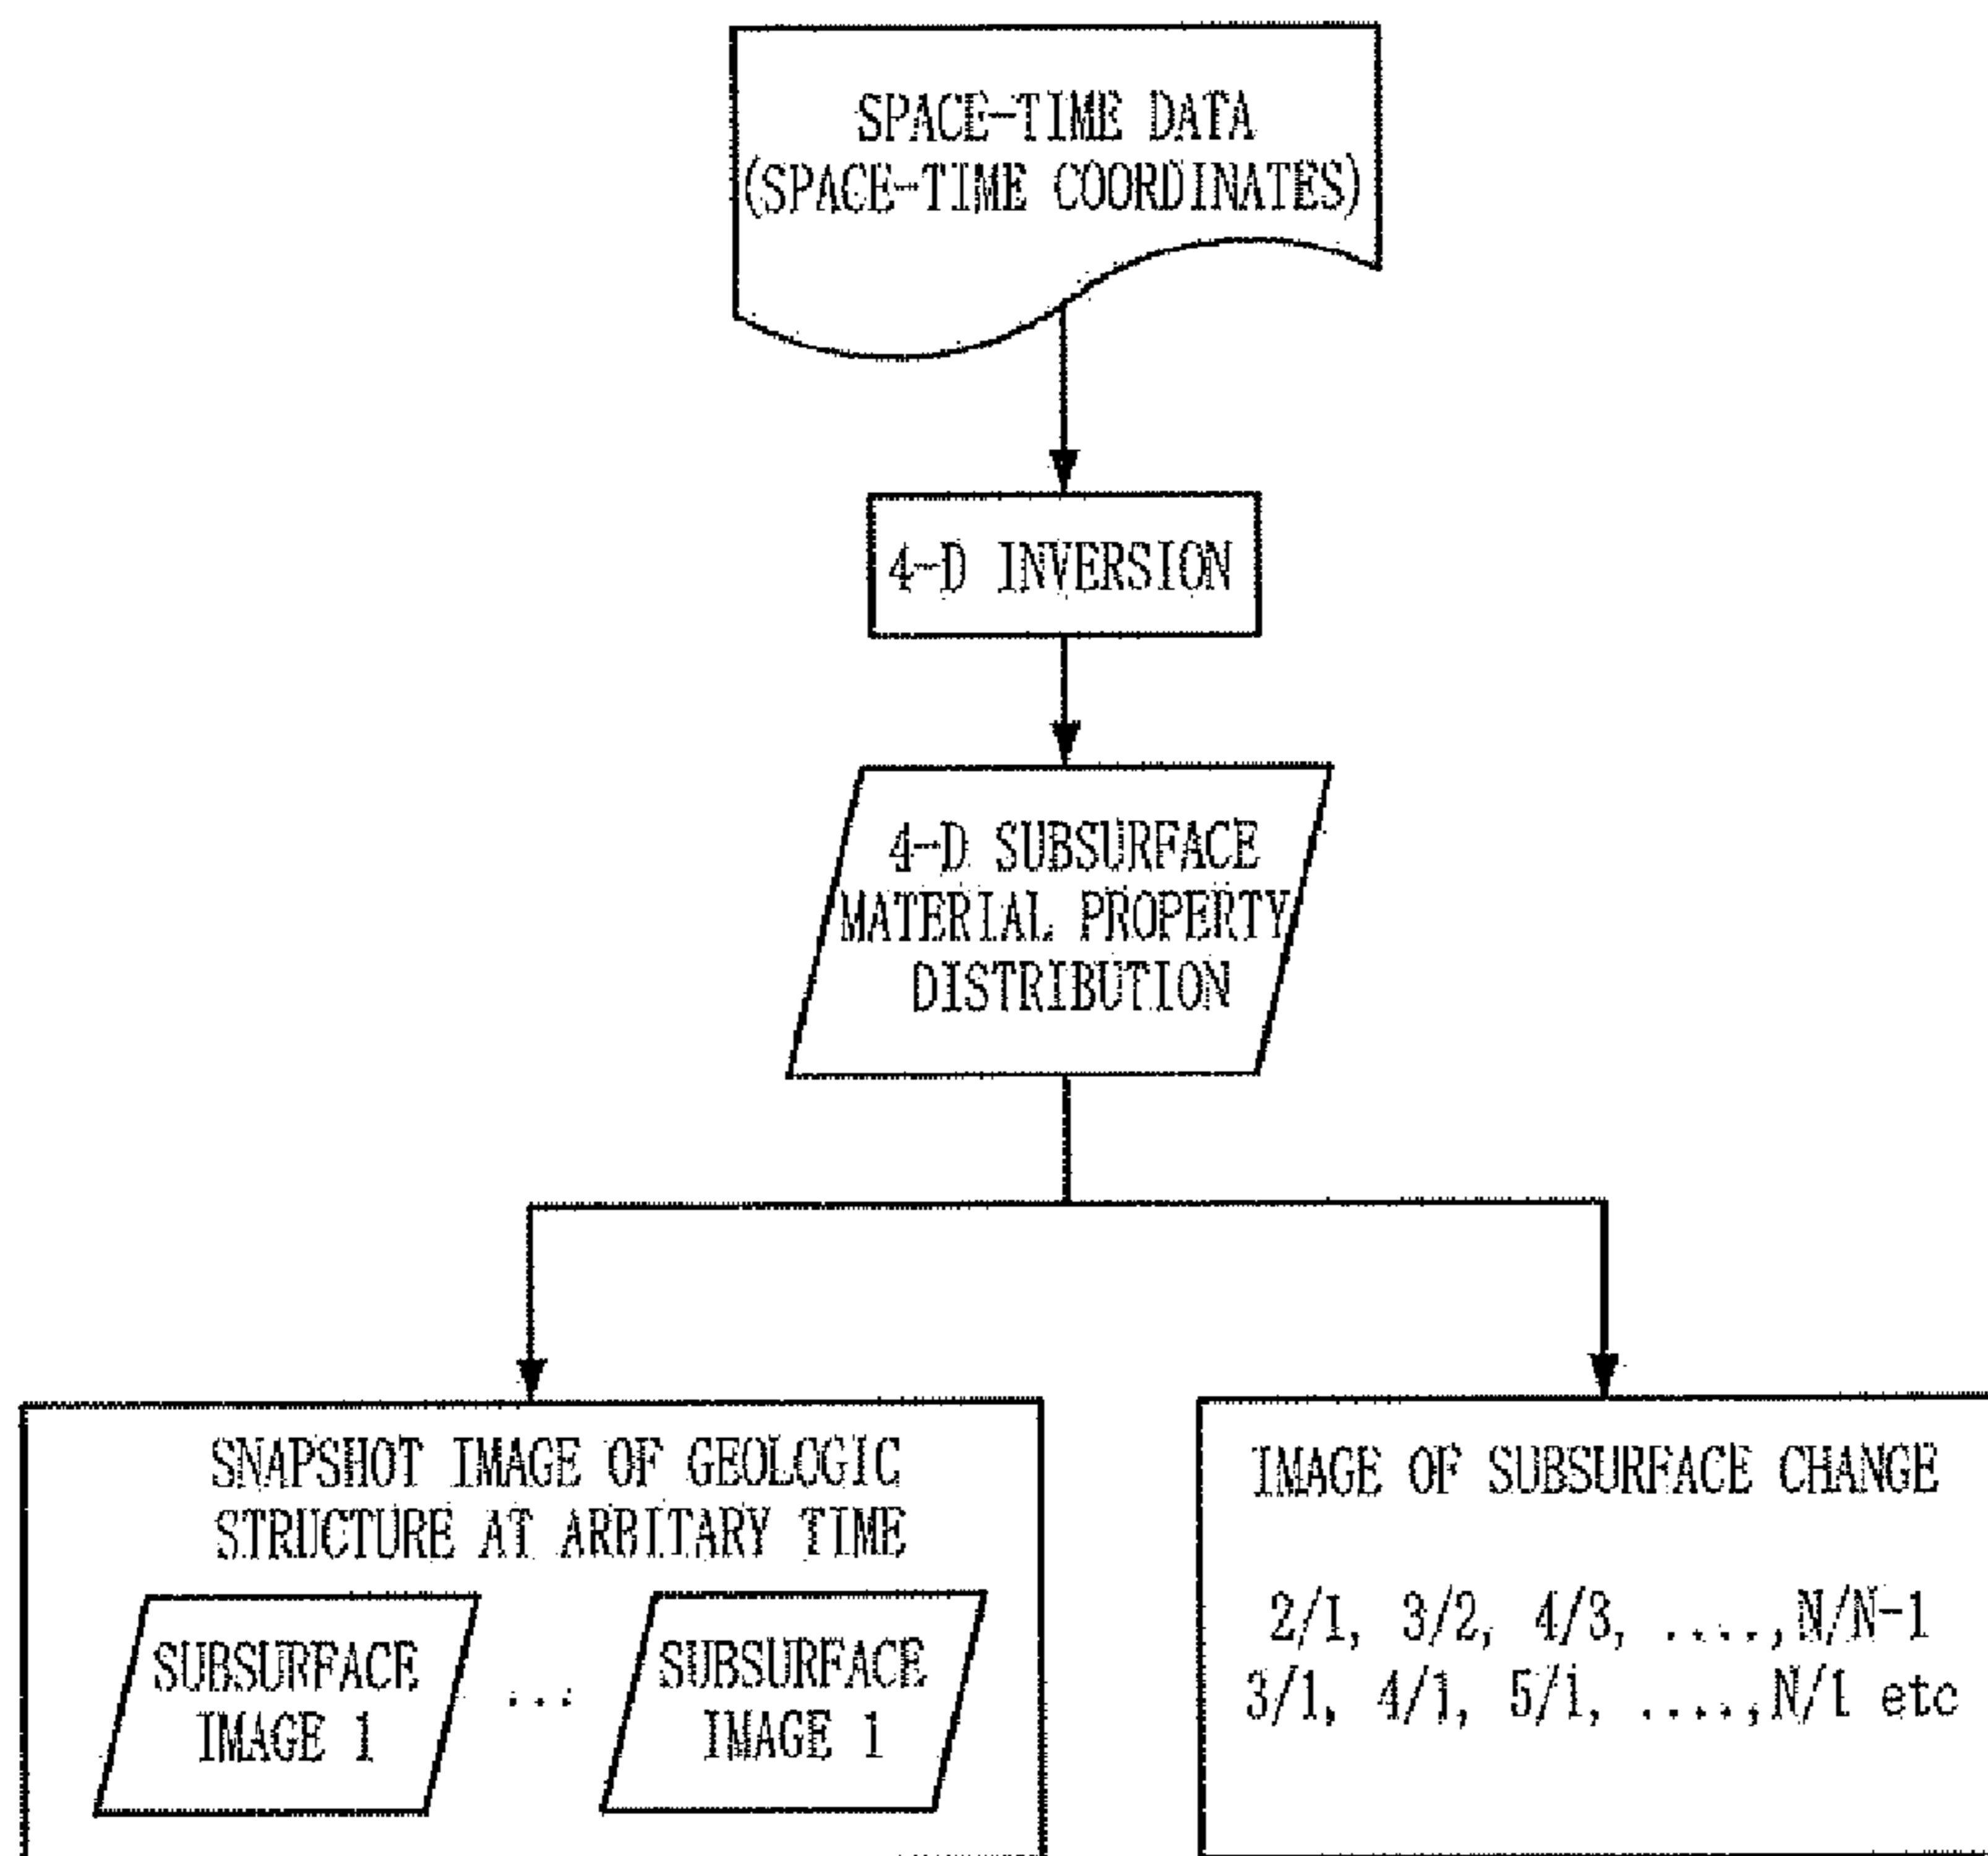 SPACE-TIME DATA
(SPACE-TIME COORDINATES)
4-D INVERSION
4-D SUBSURFACE
MATERIAL PROPERTY
DISTRIBUTION
SNAPSHOT IMAGE OF GEOLOGIC
STRUCTURE AT ARBITARY TIME
SUBSURFACE
IMAGE 1
...
SUBSURFACE
IMAGE 1
IMAGE OF SUBSURFACE CHANGE
2/1, 3/2, 4/3, ....,N/N-1
3/1, 4/1, 5/1, ....,N/1 etc